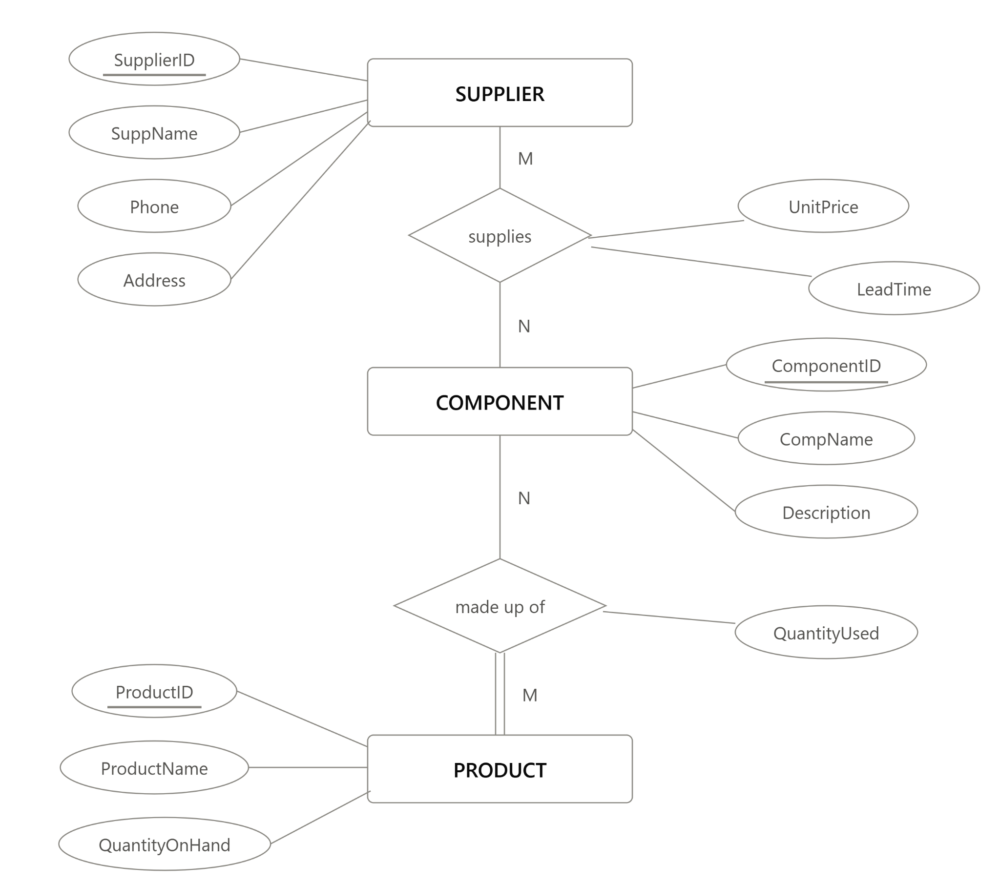 SupplierID
SUPPLIER
SuppName
M
Phone
UnitPrice
supplies
Address
LeadTime
N
ComponentID
COMPONENT
CompName
N
Description
made up of
QuantityUsed
ProductID
M
ProductName
PRODUCT
QuantityOnHand